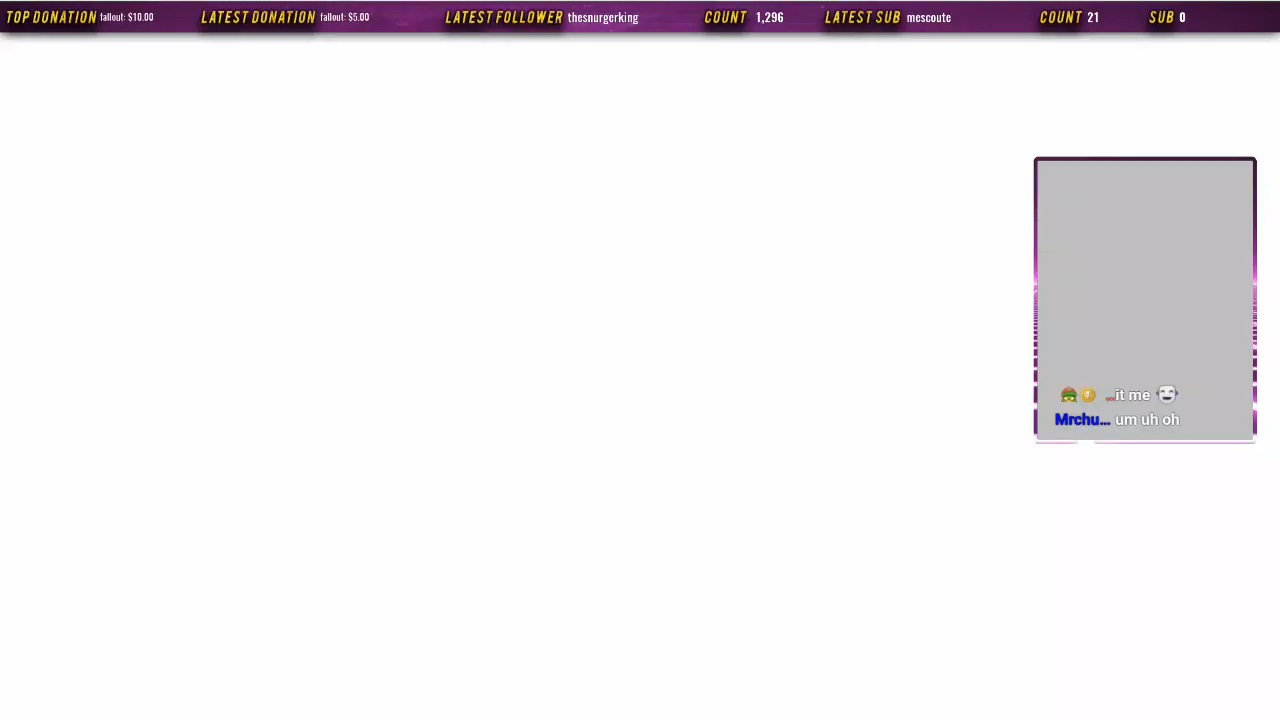 TOP DONATION fallout: $10.00 LATEST DONATION fallout: $5.00 LATEST FOLLOWER thesnurgerking COUNT 1,296 LATEST SUB mescoute COUNT 21 SUB 0
...it me
Mrchu... um uh oh